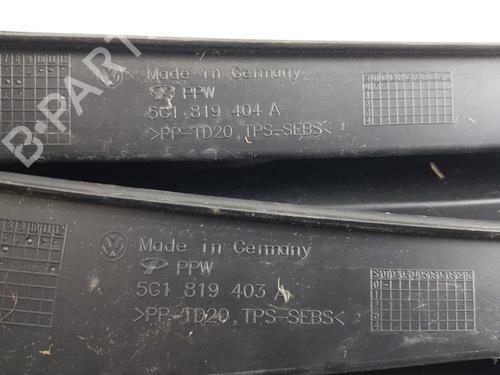 B-PARTS
Made in Germany
PPW
5G1 819 404 A
>PP-TD20,TPS-SEBS<
Made in Germany
PPW
5G1 819 403 A
>PP-TD20,TPS-SEBS<